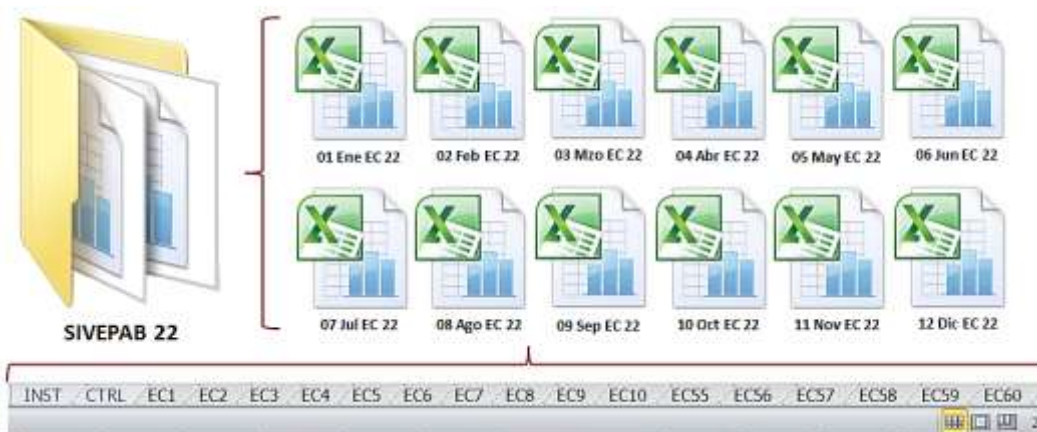 01 Ene EC 22 02 Feb EC 22 03 Mzo EC 22 04 Abr EC 22 05 May EC 22 06 Jun EC 22
07 Jul EC 22 08 Ago EC 22 09 Sep EC 22 10 Oct EC 22 11 Nov EC 22 12 Dic EC 22
SIVEPAB 22
INST CTRL EC1 EC2 EC3 EC4 EC5 EC6 EC7 EC8 EC9 EC10 EC55 EC56 EC57 EC58 EC59 EC60